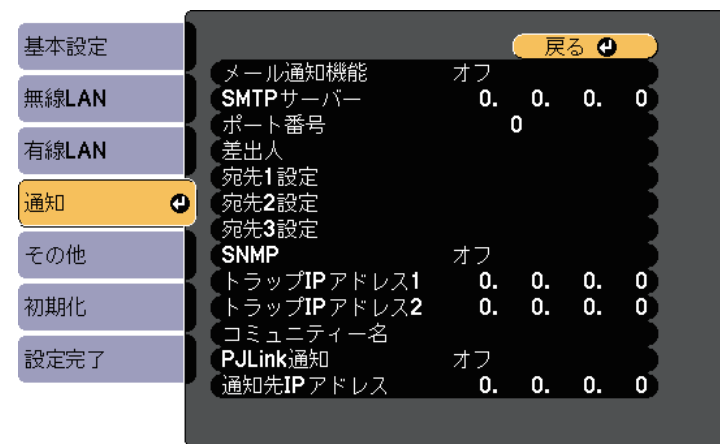 基本設定
無線LAN
有線LAN
通知
その他
初期化
設定完了
戻る
メール通知機能 オフ
SMTPサーバー 0. 0. 0. 0
ポート番号 0
差出人
宛先1設定
宛先2設定
宛先3設定
SNMP オフ
トラップIPアドレス1 0. 0. 0. 0
トラップIPアドレス2 0. 0. 0. 0
コミュニティー名
PJLink通知 オフ
通知先IPアドレス 0. 0. 0. 0